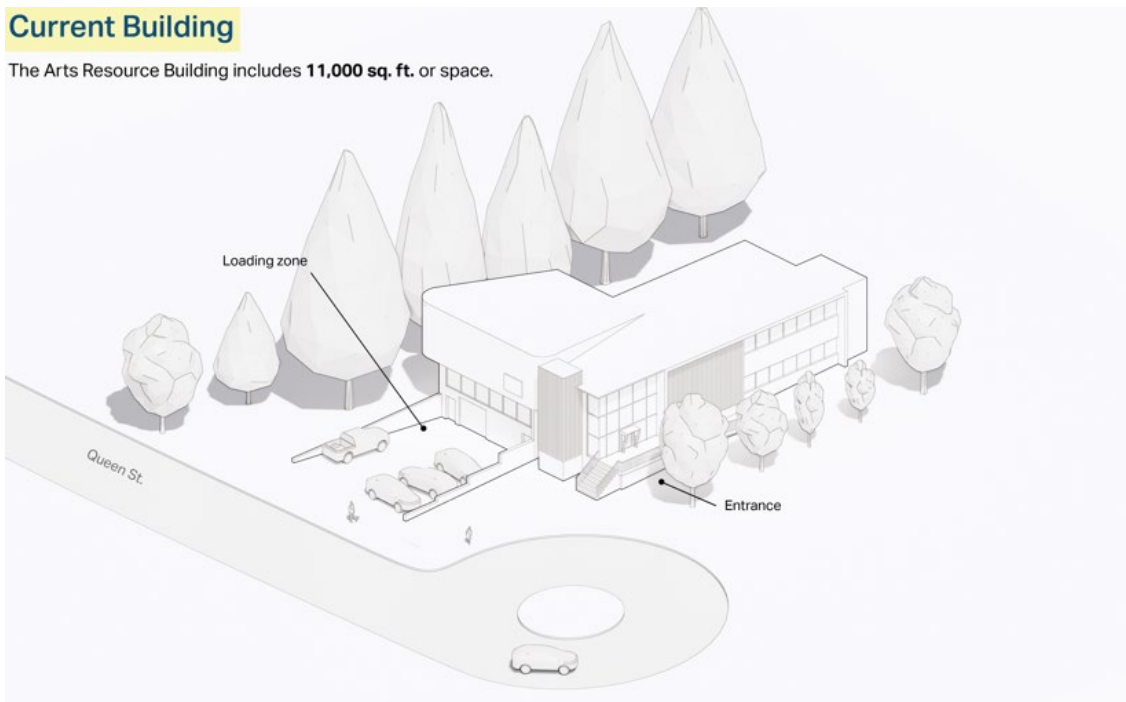 Current Building
The Arts Resource Building includes 11,000 sq. ft. or space.
Loading zone
Queen St.
Entrance